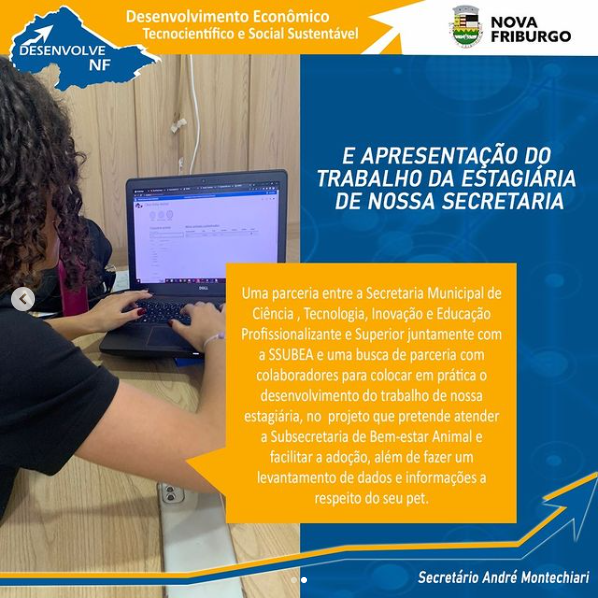 Desenvolvimento Econômico
Tecnocientífico e Social Sustentável
DESENVOLVE
NF
NOVA
FRIBURGO
E APRESENTAÇÃO DO
TRABALHO DA ESTAGIÁRIA
DE NOSSA SECRETARIA
Uma parceria entre a Secretaria Municipal de
Ciência , Tecnologia, Inovação e Educação
Profissionalizante e Superior juntamente com
a SSUBEA e uma busca de parceria com
colaboradores para colocar em prática o
desenvolvimento do trabalho de nossa
estagiária, no projeto que pretende atender
a Subsecretaria de Bem-estar Animal e
facilitar a adoção, além de fazer um
levantamento de dados e informações a
respeito do seu pet.
DELL
Secretário André Montechiari